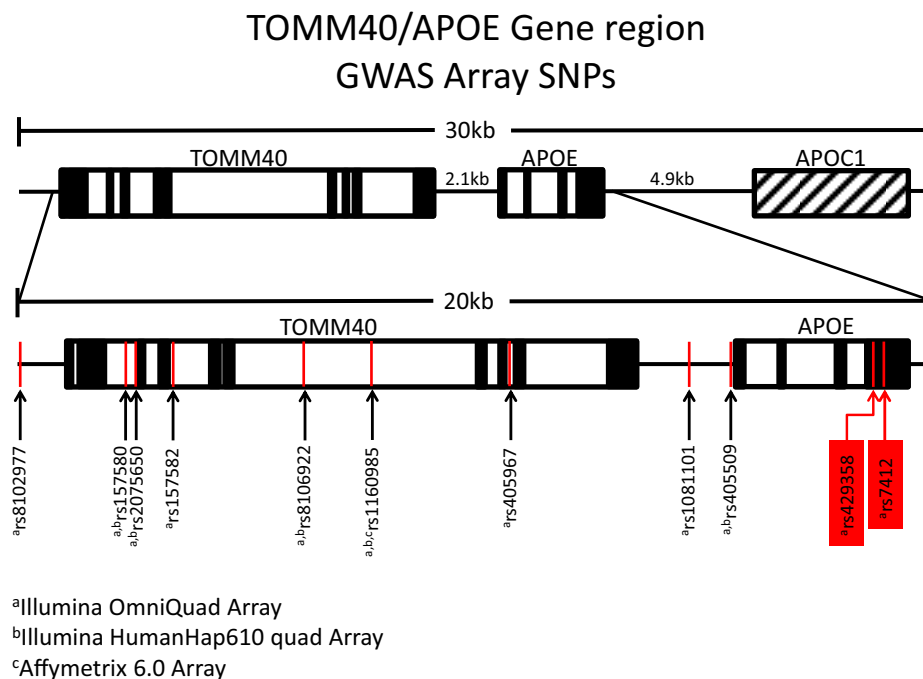 TOMM40/APOE Gene region
GWAS Array SNPs
30kb
TOMM40
APOE
APOC1
2.1kb
4.9kb
20kb
TOMM40
APOE
ᵃrs8102977
ᵃ,ᵇrs157580
ᵃ,ᵇrs2075650
ᵃrs157582
ᵃ,ᵇrs8106922
ᵃ,ᵇ,ᶜrs1160985
ᵃrs405967
ᵃrs1081101
ᵃ,ᵇrs405509
ᵃrs429358
ᵃrs7412
ᵃIllumina OmniQuad Array
ᵇIllumina HumanHap610 quad Array
ᶜAffymetrix 6.0 Array